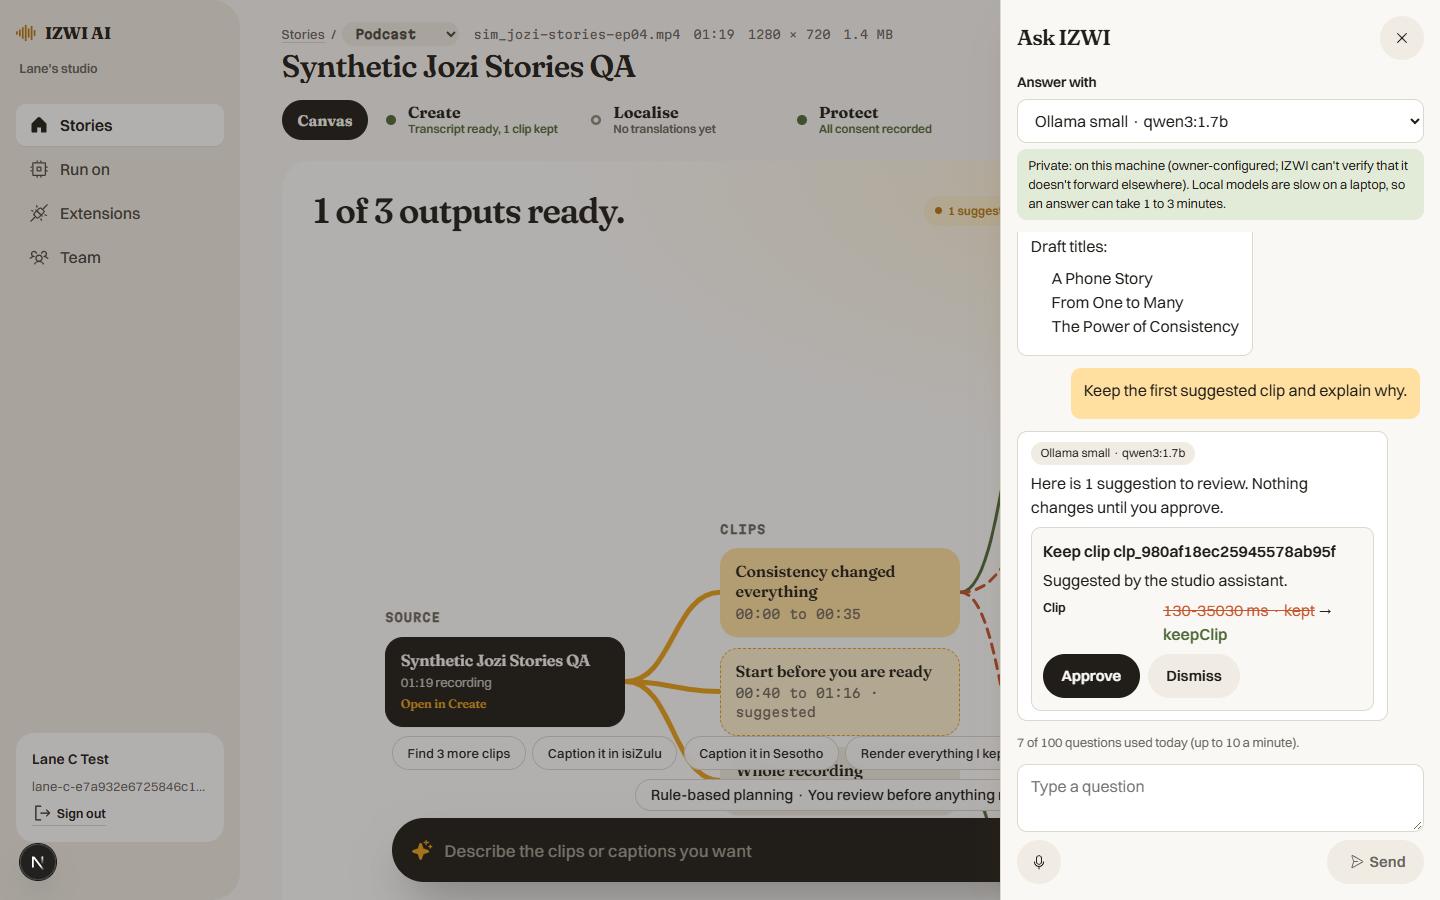 IZWI AI
Lane's studio
Stories
Run on
Extensions
Team
Lane C Test
lane-c-e7a932e6725846c1...
Sign out
N
Stories / Podcast sim_jozi-stories-ep04.mp4 01:19 1280 × 720 1.4 MB
Synthetic Jozi Stories QA
Canvas
Create
Transcript ready, 1 clip kept
Localise
No translations yet
Protect
All consent recorded
1 of 3 outputs ready.
1 suggest
SOURCE
Synthetic Jozi Stories QA
01:19 recording
Open in Create
CLIPS
Consistency changed
everything
00:00 to 00:35
Start before you are ready
00:40 to 01:16 ·
suggested
Whole recording
Find 3 more clips
Caption it in isiZulu
Caption it in Sesotho
Render everything I kep
Rule-based planning · You review before anything
Describe the clips or captions you want
Ask IZWI
Answer with
Ollama small · qwen3:1.7b
Private: on this machine (owner-configured; IZWI can't verify that it
doesn't forward elsewhere). Local models are slow on a laptop, so
an answer can take 1 to 3 minutes.
Draft titles:
A Phone Story
From One to Many
The Power of Consistency
Keep the first suggested clip and explain why.
Ollama small · qwen3:1.7b
Here is 1 suggestion to review. Nothing
changes until you approve.
Keep clip clp_980af18ec25945578ab95f
Suggested by the studio assistant.
Clip
130-35030 ms · kept →
keepClip
Approve
Dismiss
7 of 100 questions used today (up to 10 a minute).
Type a question
Send